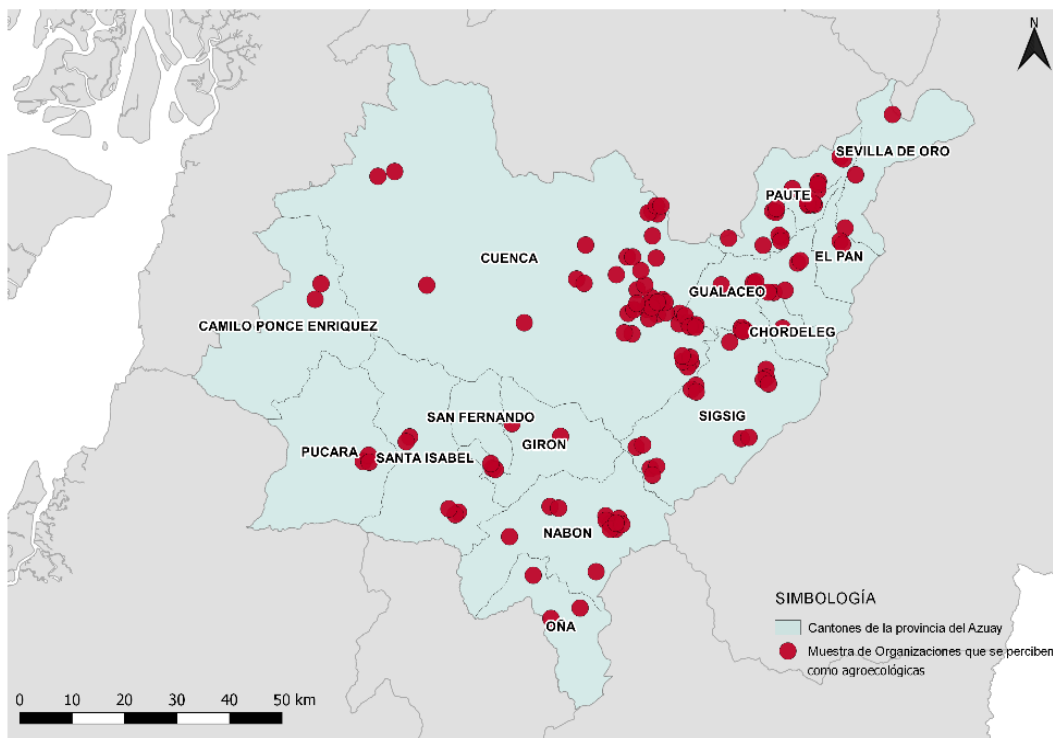 N
SEVILLA DE ORO
PAUTE
EL PAN
CUENCA
GUALACEO
CAMILO PONCE ENRIQUEZ
CHORDELEG
SAN FERNANDO
SIGSIG
GIRON
PUCARA
SANTA ISABEL
NABON
OÑA
SIMBOLOGÍA
Cantones de la provincia del Azuay
Muestra de Organizaciones que se perciben
como agroecológicas
0 10 20 30 40 50 km